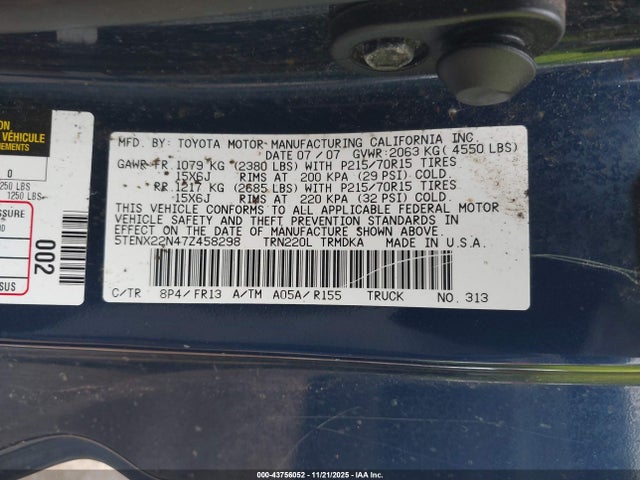 ION
VEHICLE
NEMENTS
0
1250 LBS
1250 LBS
SSURE
D
SUS
002
MFD. BY: TOYOTA MOTOR MANUFACTURING CALIFORNIA INC.
DATE 07/07 GVWR: 2063 KG( 4550 LBS)
GAWR FR 1079 KG (2380 LBS) WITH P215/70R15 TIRES
15X6J RIMS AT 200 KPA (29 PSI) COLD.
RR 1217 KG (2685 LBS) WITH P215/70R15 TIRES
15X6J RIMS AT 220 KPA (32 PSI) COLD.
THIS VEHICLE CONFORMS TO ALL APPLICABLE FEDERAL MOTOR
VEHICLE SAFETY AND THEFT PREVENTION STANDARDS IN
EFFECT ON THE DATE OF MANUFACTURE SHOWN ABOVE.
5TENX22N47Z458298 TRN220L TRMDKA MADE IN U.S.A.
C/TR 8P4/FR13 A/TM A05A/R155 TRUCK NO. 313
000-43756052 - 11/21/2025 - IAA Inc.